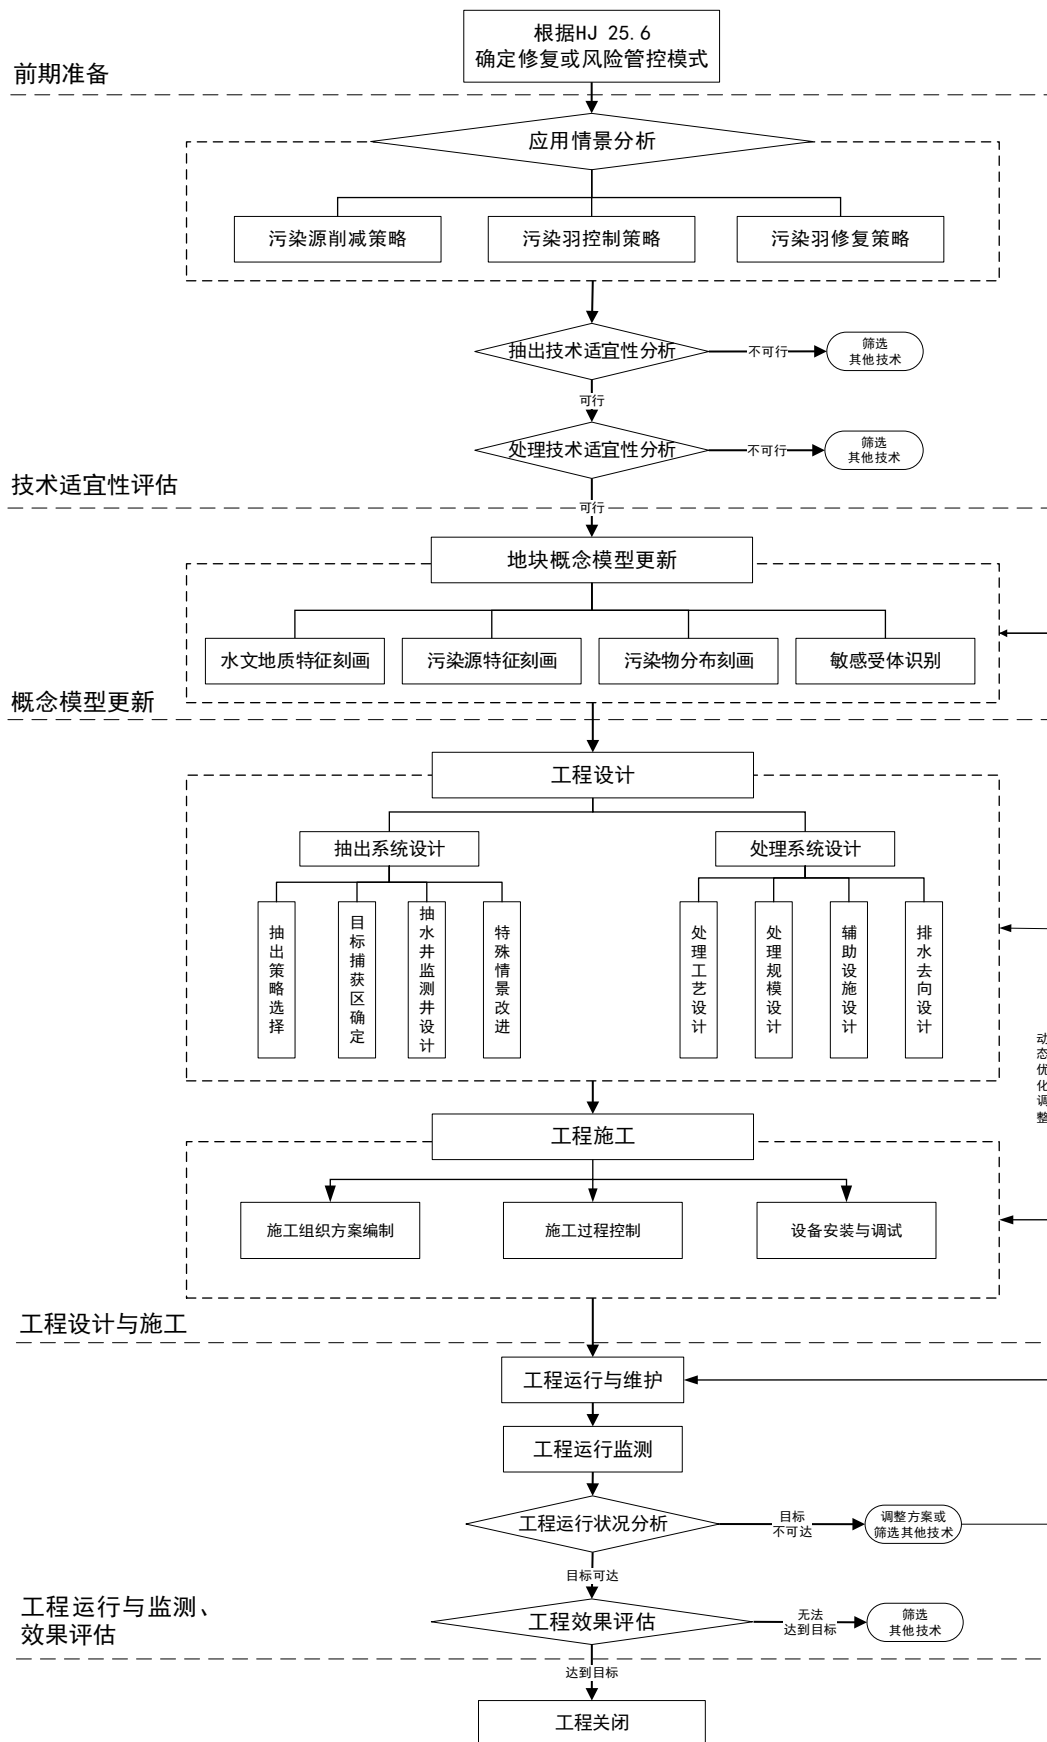 根据HJ 25.6
确定修复或风险管控模式
前期准备
应用情景分析
污染源削减策略
污染羽控制策略
污染羽修复策略
抽出技术适宜性分析
不可行
筛选
其他技术
可行
处理技术适宜性分析
不可行
筛选
其他技术
技术适宜性评估
可行
地块概念模型更新
水文地质特征刻画
污染源特征刻画
污染物分布刻画
敏感受体识别
概念模型更新
工程设计
抽出系统设计
处理系统设计
抽出策略选择
目标捕获区确定
抽水井监测井设计
特殊情景改进
处理工艺设计
处理规模设计
辅助设施设计
排水去向设计
动态优化调整
工程施工
施工组织方案编制
施工过程控制
设备安装与调试
工程设计与施工
工程运行与维护
工程运行监测
工程运行状况分析
目标
不可达
调整方案或
筛选其他技术
目标可达
工程运行与监测、
效果评估
工程效果评估
无法
达到目标
筛选
其他技术
达到目标
工程关闭